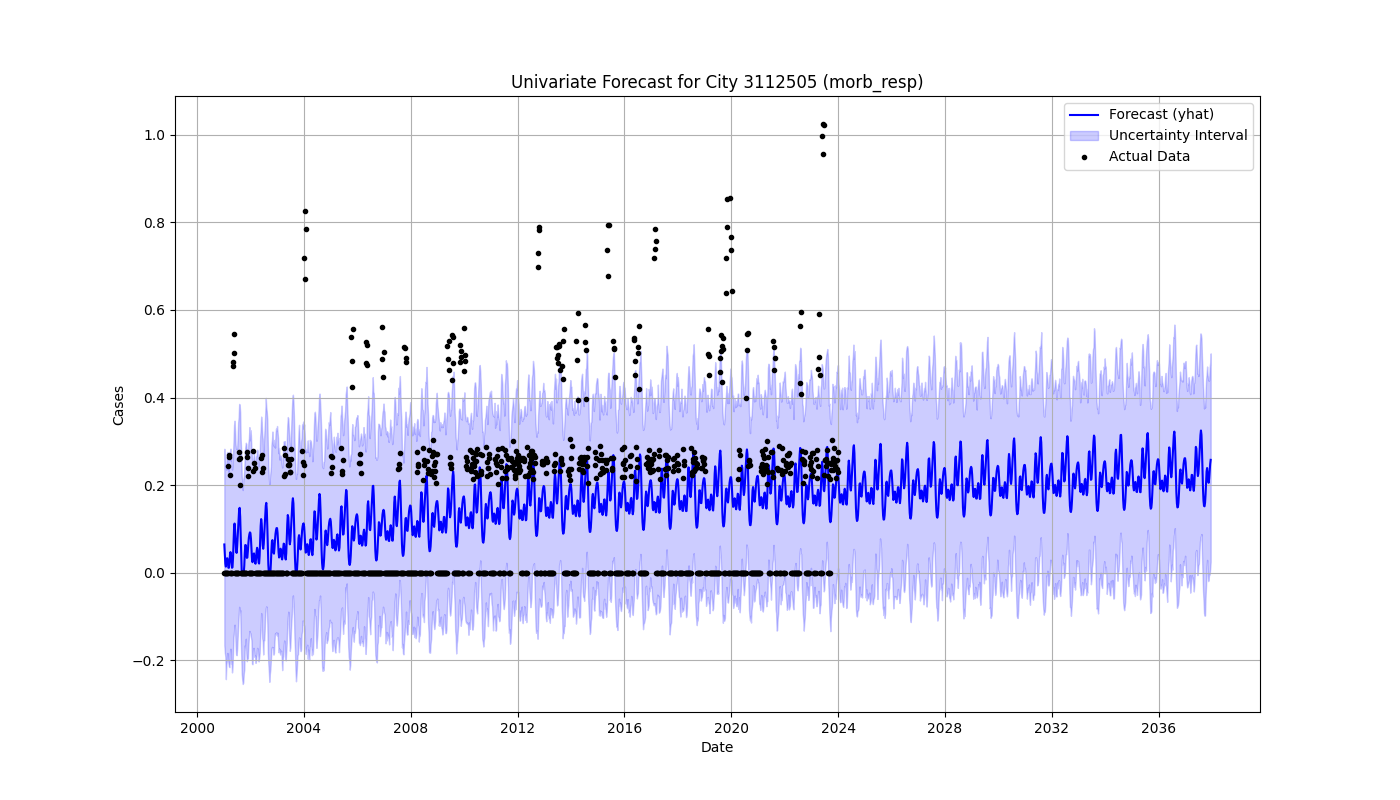 Univariate Forecast for City 3112505 (morb_resp)
Forecast (yhat)
Uncertainty Interval
Actual Data
Cases
1.0
0.8
0.6
0.4
0.2
0.0
−0.2
2000 2004 2008 2012 2016 2020 2024 2028 2032 2036
Date